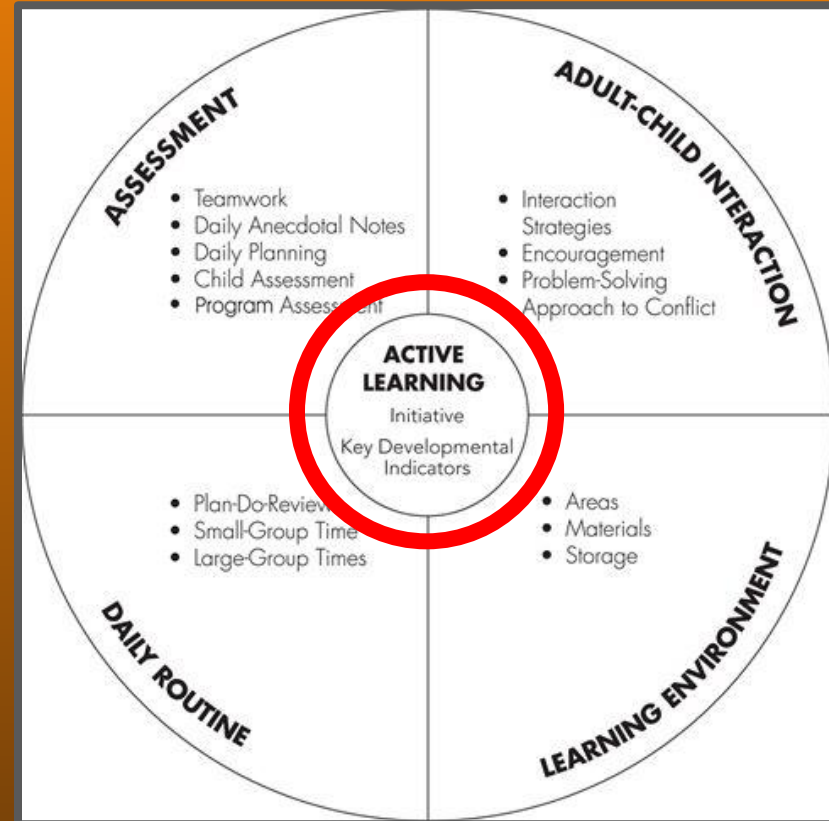 ASSESSMENT
• Teamwork
• Daily Anecdotal Notes
• Daily Planning
• Child Assessment
• Program Assessment
ADULT-CHILD INTERACTION
• Interaction
Strategies
• Encouragement
• Problem-Solving
Approach to Conflict
ACTIVE
LEARNING
Initiative
Key Developmental
Indicators
• Plan-Do-Review
• Small-Group Time
• Large-Group Times
DAILY ROUTINE
• Areas
• Materials
• Storage
LEARNING ENVIRONMENT